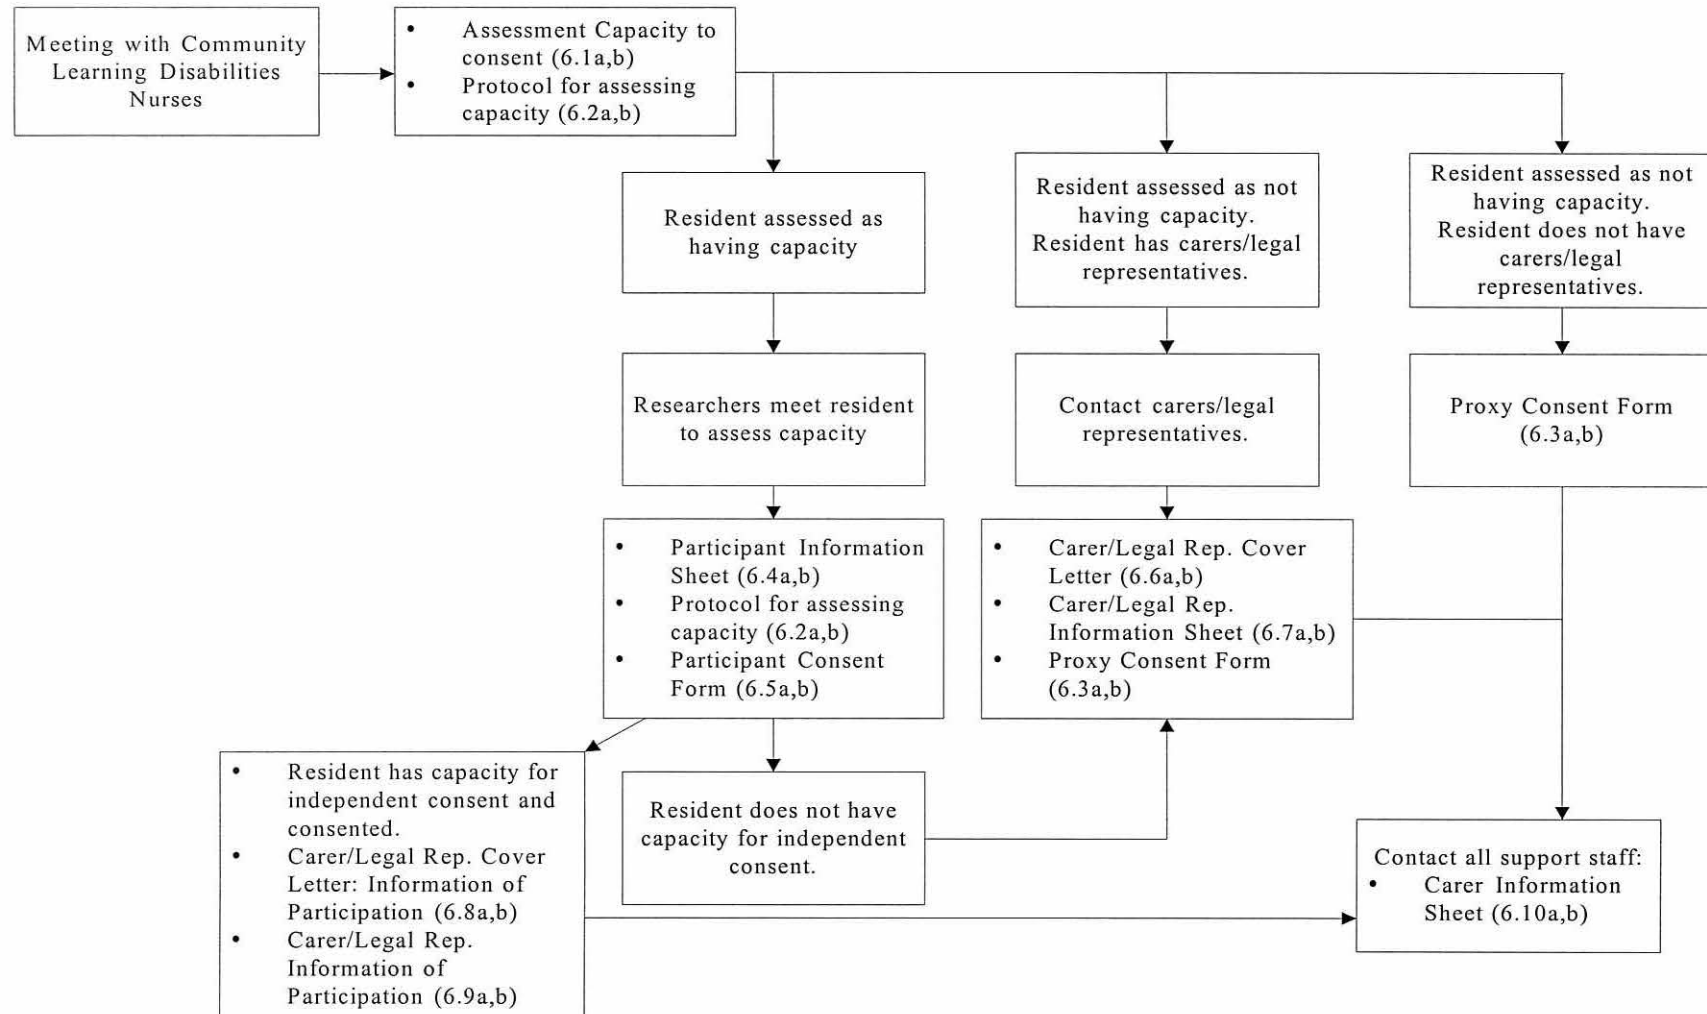 Meeting with Community
Learning Disabilities
Nurses
• Assessment Capacity to
consent (6.1a,b)
• Protocol for assessing
capacity (6.2a,b)
Resident assessed as
having capacity
Resident assessed as not
having capacity.
Resident has carers/legal
representatives.
Resident assessed as not
having capacity.
Resident does not have
carers/legal
representatives.
Researchers meet resident
to assess capacity
Contact carers/legal
representatives.
Proxy Consent Form
(6.3a,b)
• Participant Information
Sheet (6.4a,b)
• Protocol for assessing
capacity (6.2a,b)
• Participant Consent
Form (6.5a,b)
• Carer/Legal Rep. Cover
Letter (6.6a,b)
• Carer/Legal Rep.
Information Sheet (6.7a,b)
• Proxy Consent Form
(6.3a,b)
• Resident has capacity for
independent consent and
consented.
• Carer/Legal Rep. Cover
Letter: Information of
Participation (6.8a,b)
• Carer/Legal Rep.
Information of
Participation (6.9a,b)
Resident does not have
capacity for independent
consent.
Contact all support staff:
• Carer Information
Sheet (6.10a,b)